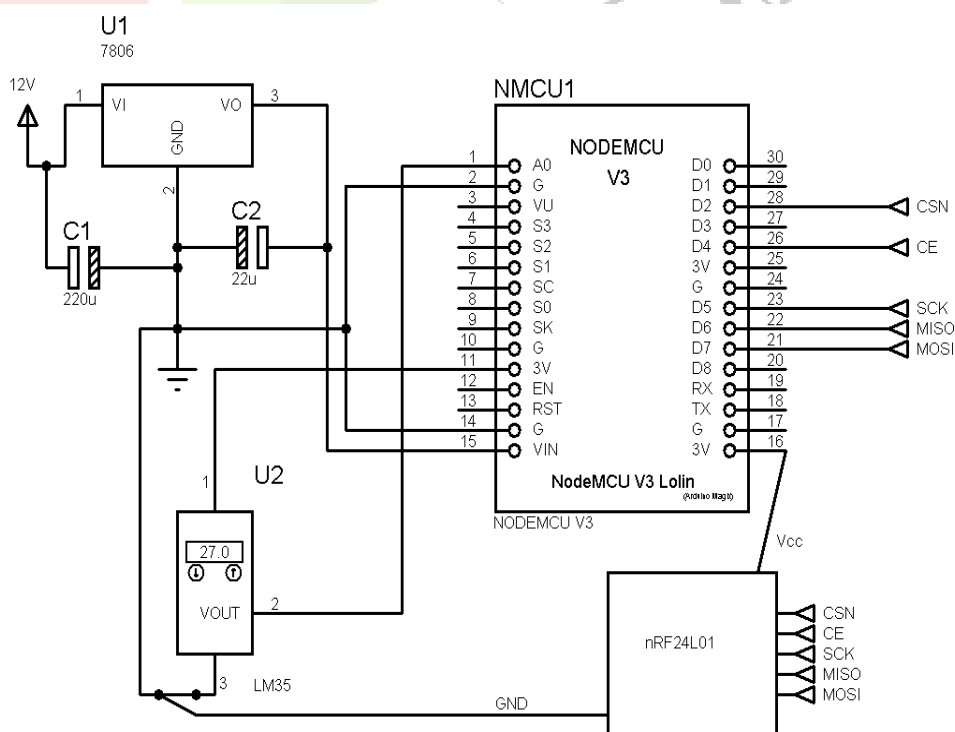 U1
7806
12V
1
VI
VO
3
GND
2
C1
220u
C2
22u
NMCU1
NODEMCU
V3
1 A0
2 G
3 VU
4 S3
5 S2
6 S1
7 SC
8 S0
9 SK
10 G
11 3V
12 EN
13 RST
14 G
15 VIN
D0 30
D1 29
D2 28 CSN
D3 27
D4 26 CE
3V 25
G 24
D5 23 SCK
D6 22 MISO
D7 21 MOSI
D8 20
RX 19
TX 18
G 17
3V 16
NodeMCU V3 Lolin
(Arduino Magix)
NODEMCU V3
1
U2
27.0
VOUT
2
3
LM35
Vcc
GND
nRF24L01
CSN
CE
SCK
MISO
MOSI